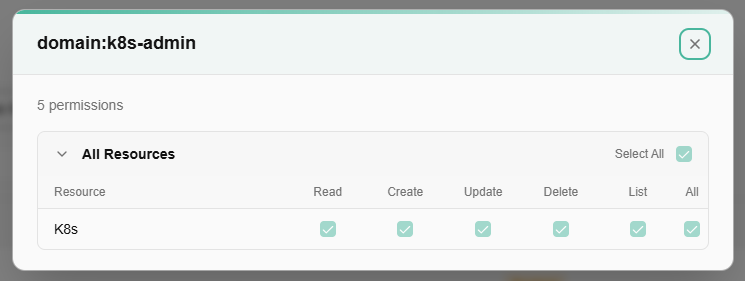 domain:k8s-admin
5 permissions
All Resources Select All
Resource Read Create Update Delete List All
K8s